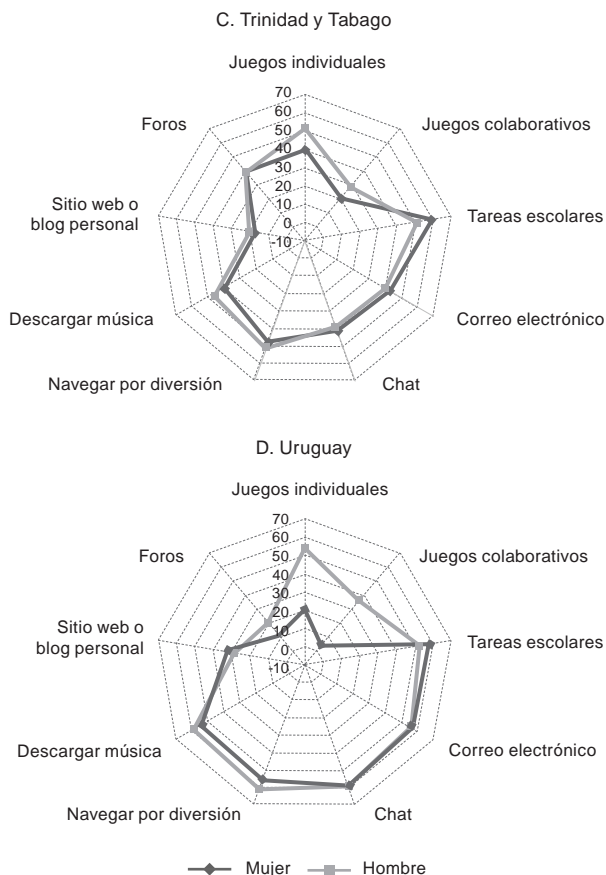 C. Trinidad y Tabago
Juegos individuales
Juegos colaborativos
Tareas escolares
Correo electrónico
Chat
Navegar por diversión
Descargar música
Sitio web o
blog personal
Foros
70
60
50
40
30
20
10
0
-10
D. Uruguay
Juegos individuales
Juegos colaborativos
Tareas escolares
Correo electrónico
Chat
Navegar por diversión
Descargar música
Sitio web o
blog personal
Foros
70
60
50
40
30
20
10
0
-10
Mujer
Hombre